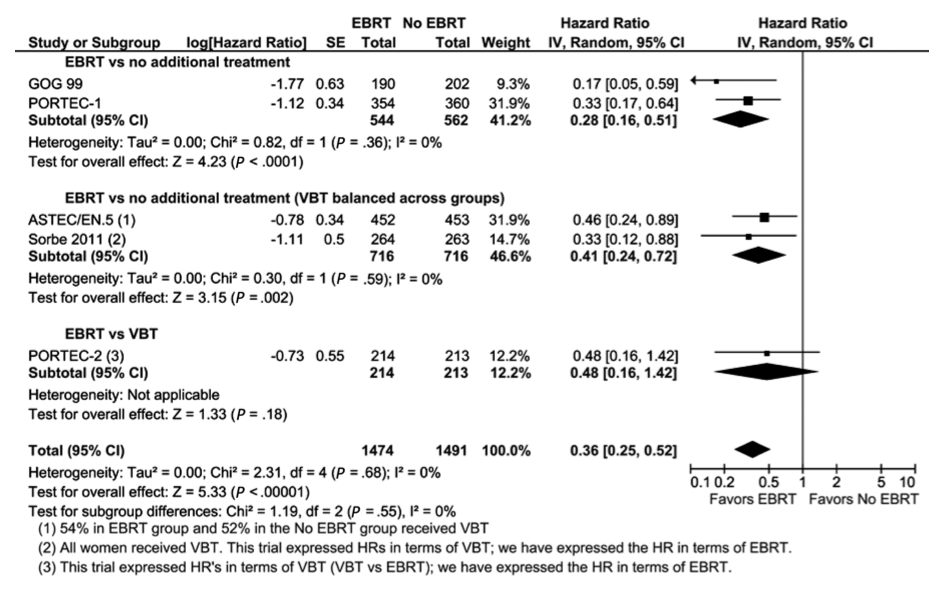 EBRT No EBRT Hazard Ratio Hazard Ratio
Study or Subgroup log[Hazard Ratio] SE Total Total Weight IV, Random, 95% CI IV, Random, 95% CI
EBRT vs no additional treatment
GOG 99 -1.77 0.63 190 202 9.3% 0.17 [0.05, 0.59]
PORTEC-1 -1.12 0.34 354 360 31.9% 0.33 [0.17, 0.64]
Subtotal (95% CI) 544 562 41.2% 0.28 [0.16, 0.51]
Heterogeneity: Tau² = 0.00; Chi² = 0.82, df = 1 (P = .36); I² = 0%
Test for overall effect: Z = 4.23 (P < .0001)
EBRT vs no additional treatment (VBT balanced across groups)
ASTEC/EN.5 (1) -0.78 0.34 452 453 31.9% 0.46 [0.24, 0.89]
Sorbe 2011 (2) -1.11 0.5 264 263 14.7% 0.33 [0.12, 0.88]
Subtotal (95% CI) 716 716 46.6% 0.41 [0.24, 0.72]
Heterogeneity: Tau² = 0.00; Chi² = 0.30, df = 1 (P = .59); I² = 0%
Test for overall effect: Z = 3.15 (P = .002)
EBRT vs VBT
PORTEC-2 (3) -0.73 0.55 214 213 12.2% 0.48 [0.16, 1.42]
Subtotal (95% CI) 214 213 12.2% 0.48 [0.16, 1.42]
Heterogeneity: Not applicable
Test for overall effect: Z = 1.33 (P = .18)
Total (95% CI) 1474 1491 100.0% 0.36 [0.25, 0.52]
Heterogeneity: Tau² = 0.00; Chi² = 2.31, df = 4 (P = .68); I² = 0%
0.1 0.2 0.5 1 2 5 10
Test for overall effect: Z = 5.33 (P < .00001)
Favors EBRT Favors No EBRT
Test for subgroup differences: Chi² = 1.19, df = 2 (P = .55), I² = 0%
(1) 54% in EBRT group and 52% in the No EBRT group received VBT
(2) All women received VBT. This trial expressed HRs in terms of VBT; we have expressed the HR in terms of EBRT.
(3) This trial expressed HR's in terms of VBT (VBT vs EBRT); we have expressed the HR in terms of EBRT.